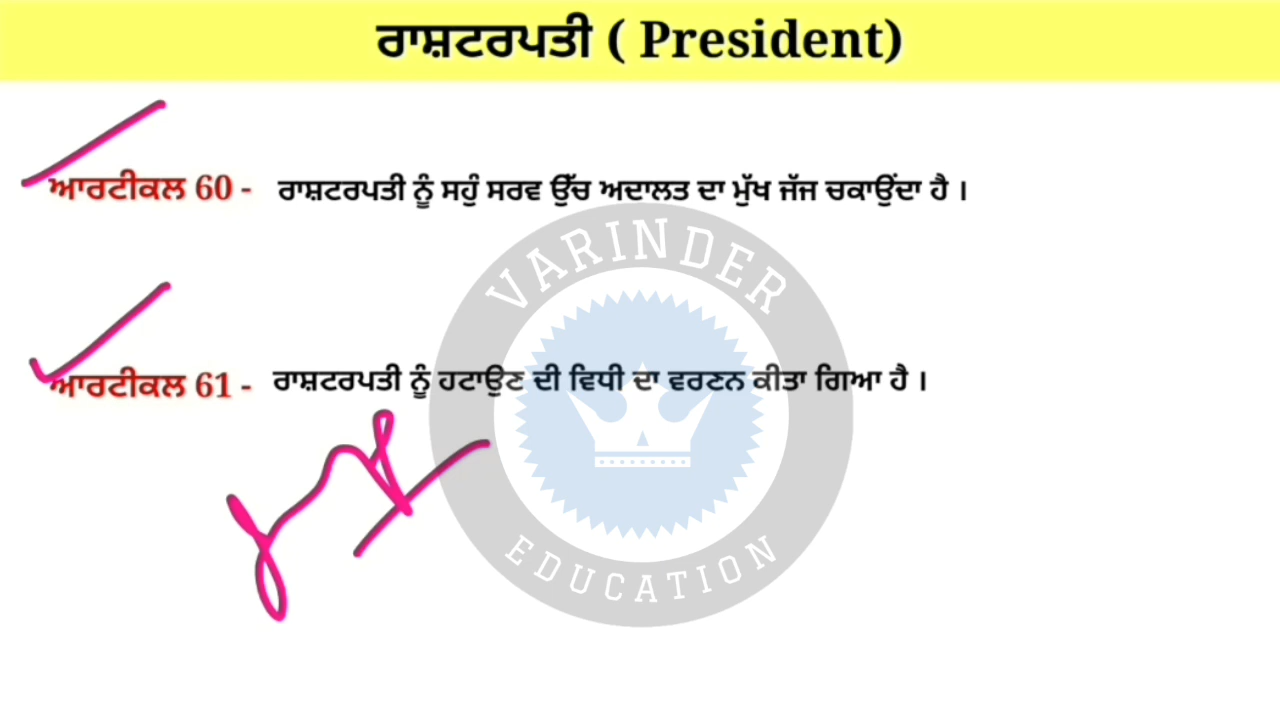 ਰਾਸ਼ਟਰਪਤੀ ( President)
ਆਰਟੀਕਲ 60 - ਰਾਸ਼ਟਰਪਤੀ ਨੂੰ ਸਹੁੰ ਸਰਵ ਉੱਚ ਅਦਾਲਤ ਦਾ ਮੁੱਖ ਜੱਜ ਚਕਾਉਂਦਾ ਹੈ ।
VARINDER
ਆਰਟੀਕਲ 61 - ਰਾਸ਼ਟਰਪਤੀ ਨੂੰ ਹਟਾਉਣ ਦੀ ਵਿਧੀ ਦਾ ਵਰਣਨ ਕੀਤਾ ਗਿਆ ਹੈ ।
EDUCATION